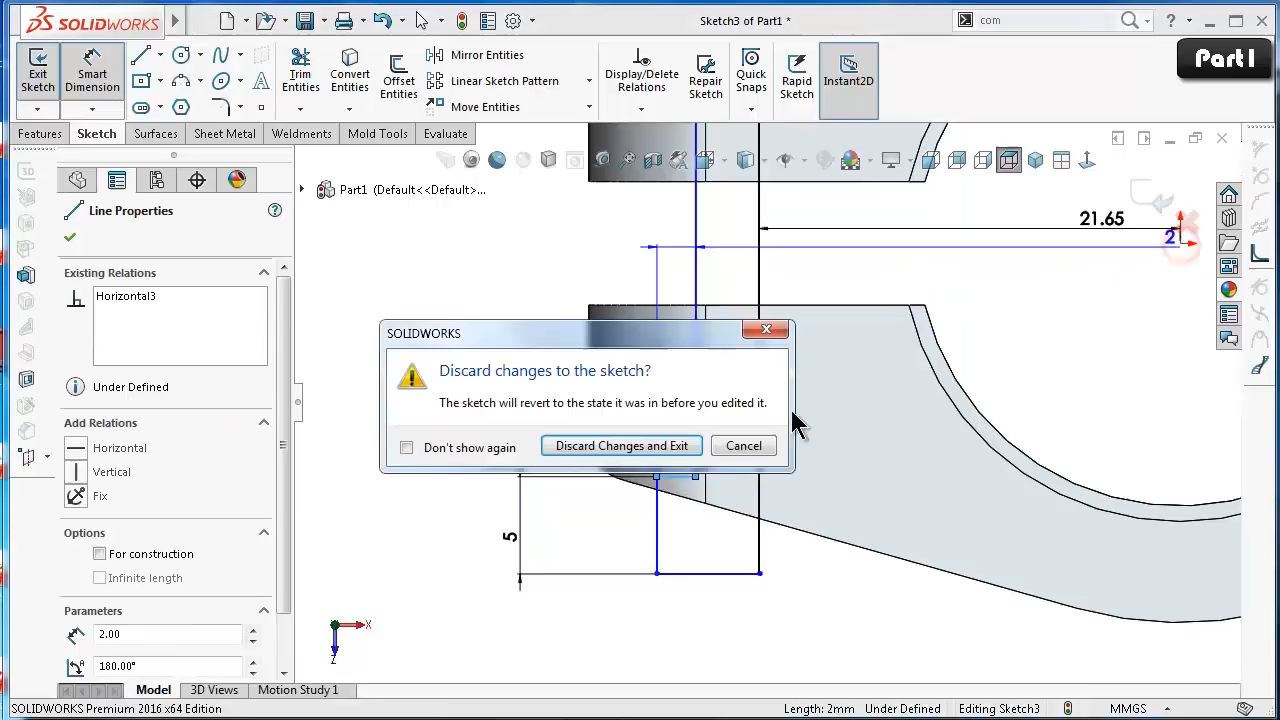 SOLIDWORKS
Sketch3 of Part1 *
com
?
Part1
Exit Sketch
Smart Dimension
Trim Entities
Convert Entities
Offset Entities
Mirror Entities
Linear Sketch Pattern
Move Entities
Display/Delete Relations
Repair Sketch
Quick Snaps
Rapid Sketch
Instant2D
Features
Sketch
Surfaces
Sheet Metal
Weldments
Mold Tools
Evaluate
Part1 (Default<<Default>...
Line Properties
?
Existing Relations
Horizontal3
Under Defined
Add Relations
Horizontal
Vertical
Fix
Options
For construction
Infinite length
Parameters
2.00
180.00°
21.65
2
5
X
Z
SOLIDWORKS
Discard changes to the sketch?
The sketch will revert to the state it was in before you edited it.
Don't show again
Discard Changes and Exit
Cancel
Model
3D Views
Motion Study 1
SOLIDWORKS Premium 2016 x64 Edition
Length: 2mm
Under Defined
Editing Sketch3
MMGS